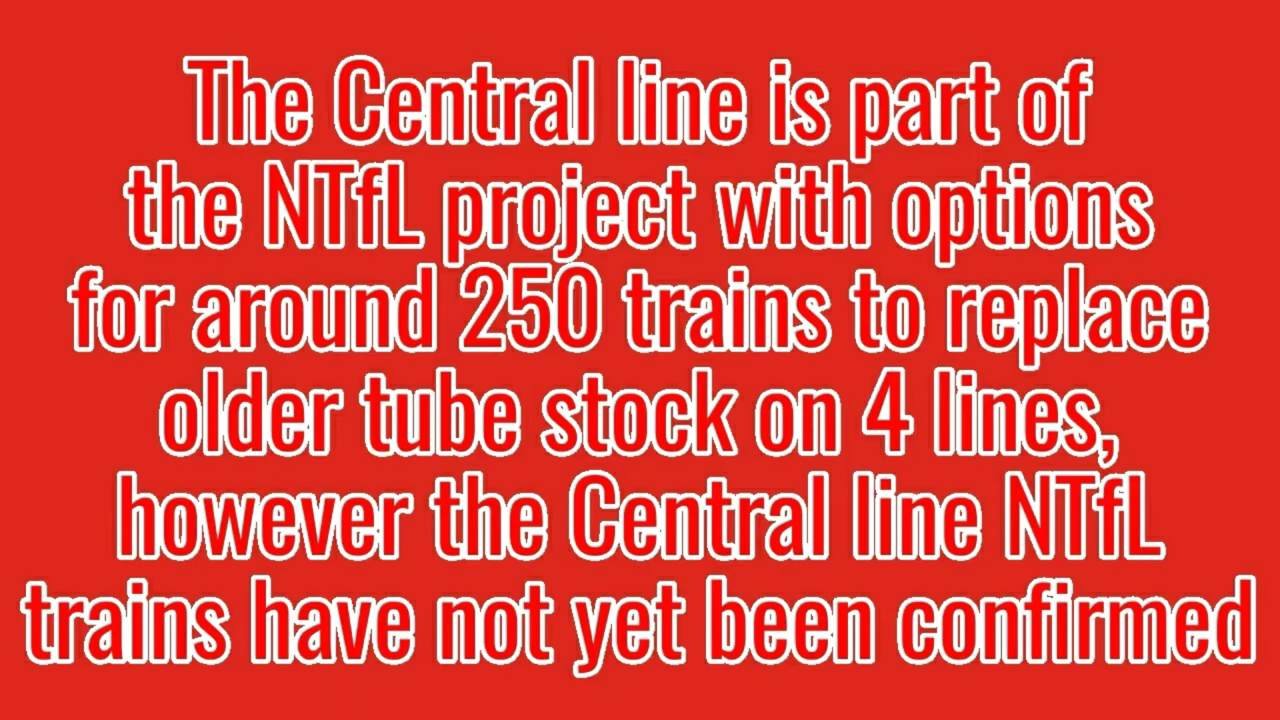 The Central line is part of
the NTfL project with options
for around 250 trains to replace
older tube stock on 4 lines,
however the Central line NTfL
trains have not yet been confirmed